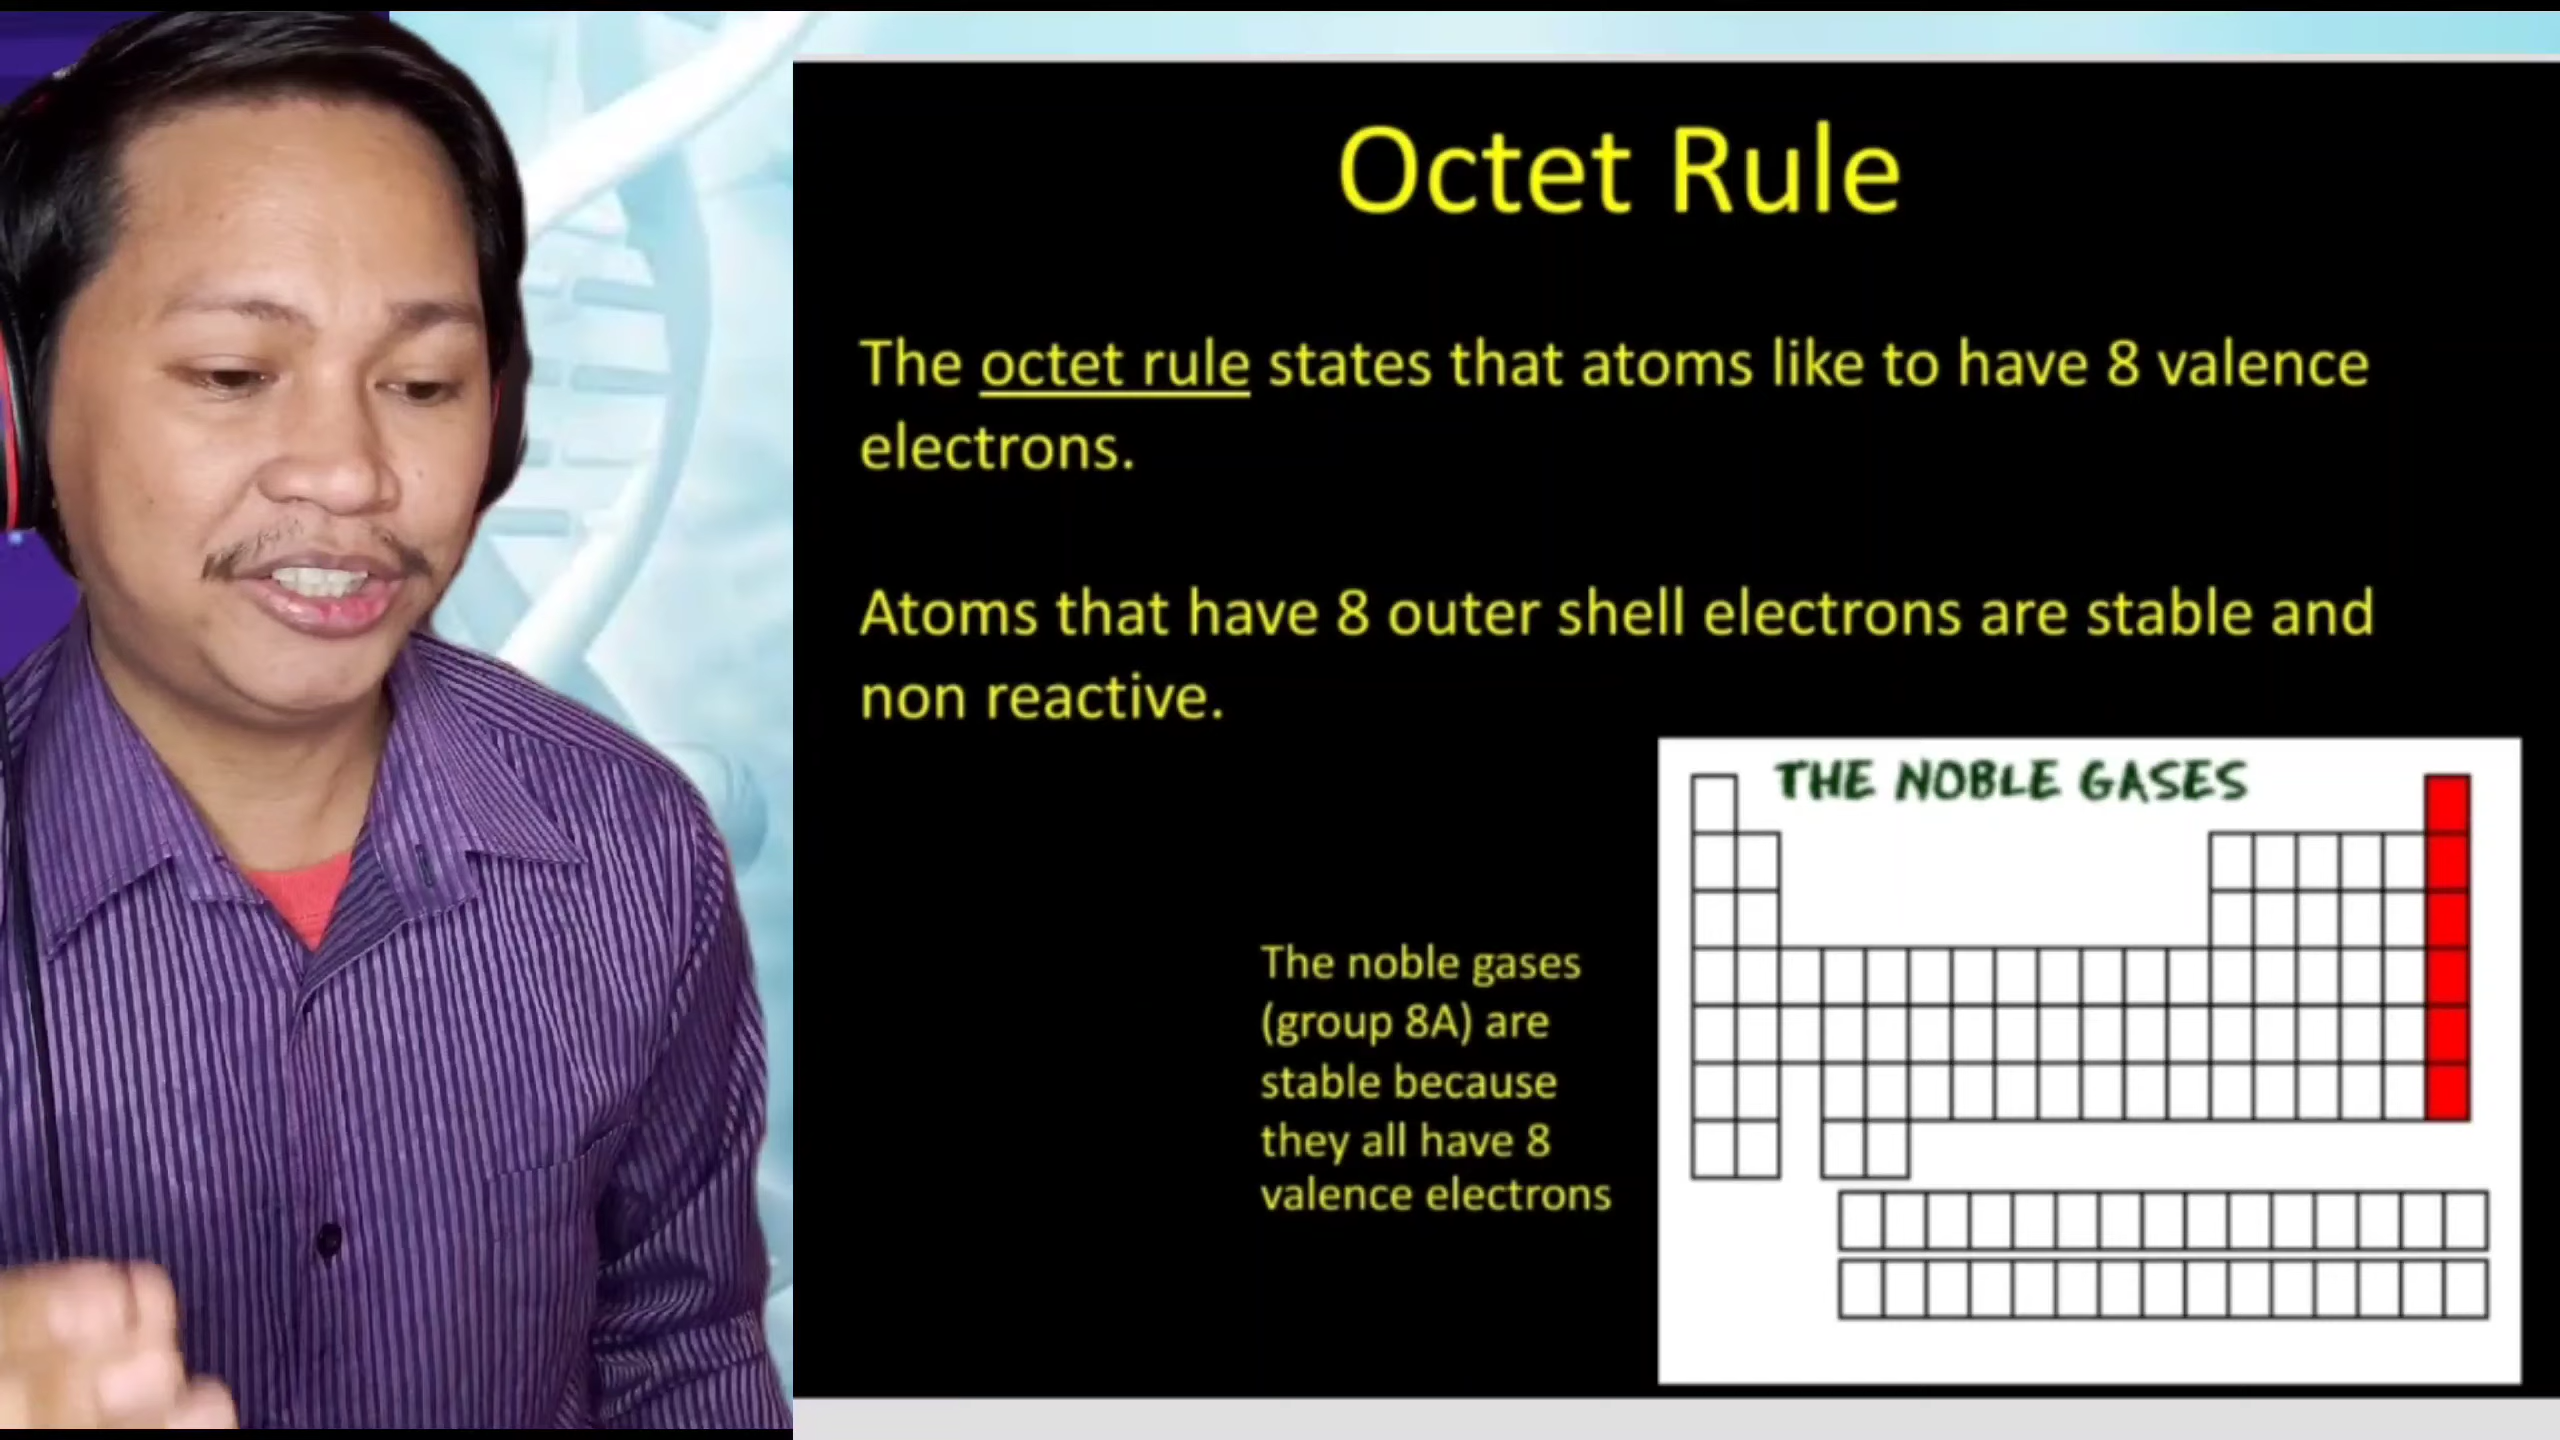 Octet Rule
The octet rule states that atoms like to have 8 valence
electrons.
Atoms that have 8 outer shell electrons are stable and
non reactive.
THE NOBLE GASES
The noble gases
(group 8A) are
stable because
they all have 8
valence electrons